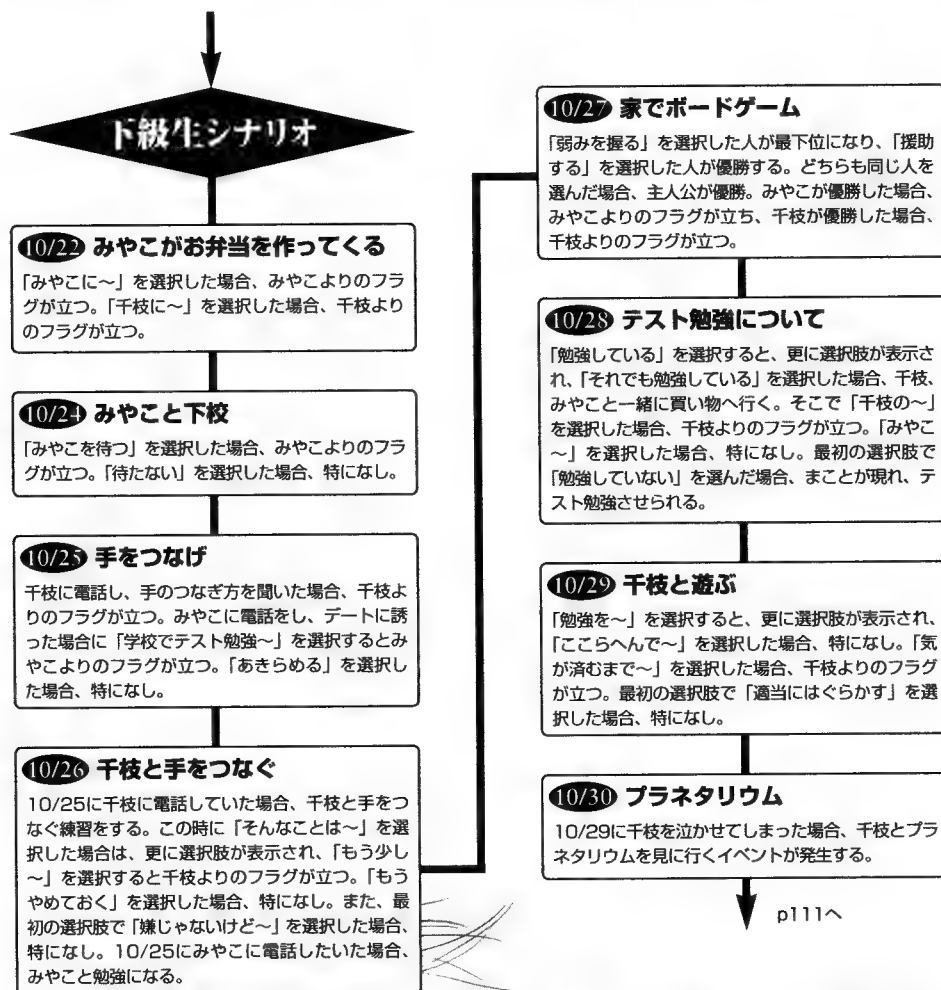 下級生シナリオ
10/22 みやこがお弁当を作ってくる
「みやこに〜」を選択した場合、みやこよりのフラ
グが立つ。「千枝に〜」を選択した場合、千枝より
のフラグが立つ。
10/24 みやこと下校
「みやこを待つ」を選択した場合、みやこよりのフラ
グが立つ。「待たない」を選択した場合、特になし。
10/25 手をつなげ
千枝に電話し、手のつなぎ方を聞いた場合、千枝よ
りのフラグが立つ。みやこに電話をし、デートに誘
った場合に「学校でテスト勉強〜」を選択するとみ
やこよりのフラグが立つ。「あきらめる」を選択し
た場合、特になし。
10/26 千枝と手をつなぐ
10/25に千枝に電話していた場合、千枝と手をつ
なぐ練習をする。この時に「そんなことは〜」を選
択した場合は、更に選択肢が表示され、「もう少し
〜」を選択すると千枝よりのフラグが立つ。「もう
やめておく」を選択した場合、特になし。また、最
初の選択肢で「嫌じゃないけど〜」を選択した場合、
特になし。10/25にみやこに電話したいた場合、
みやこと勉強になる。
10/27 家でボードゲーム
「弱みを握る」を選択した人が最下位になり、「援助
する」を選択した人が優勝する。どちらも同じ人を
選んだ場合、主人公が優勝。みやこが優勝した場合、
みやこよりのフラグが立ち、千枝が優勝した場合、
千枝よりのフラグが立つ。
10/28 テスト勉強について
「勉強している」を選択すると、更に選択肢が表示さ
れ、「それでも勉強している」を選択した場合、千枝、
みやこと一緒に買い物へ行く。そこで「千枝の〜」
を選択した場合、千枝よりのフラグが立つ。「みやこ
〜」を選択した場合、特になし。最初の選択肢で
「勉強していない」を選んだ場合、まことが現れ、テ
スト勉強させられる。
10/29 千枝と遊ぶ
「勉強を〜」を選択すると、更に選択肢が表示され、
「ここらへんで〜」を選択した場合、特になし。「気
が済むまで〜」を選択した場合、千枝よりのフラグ
が立つ。最初の選択肢で「適当にはぐらかす」を選
択した場合、特になし。
10/30 プラネタリウム
10/29に千枝を泣かせてしまった場合、千枝とプラ
ネタリウムを見に行くイベントが発生する。
p111へ